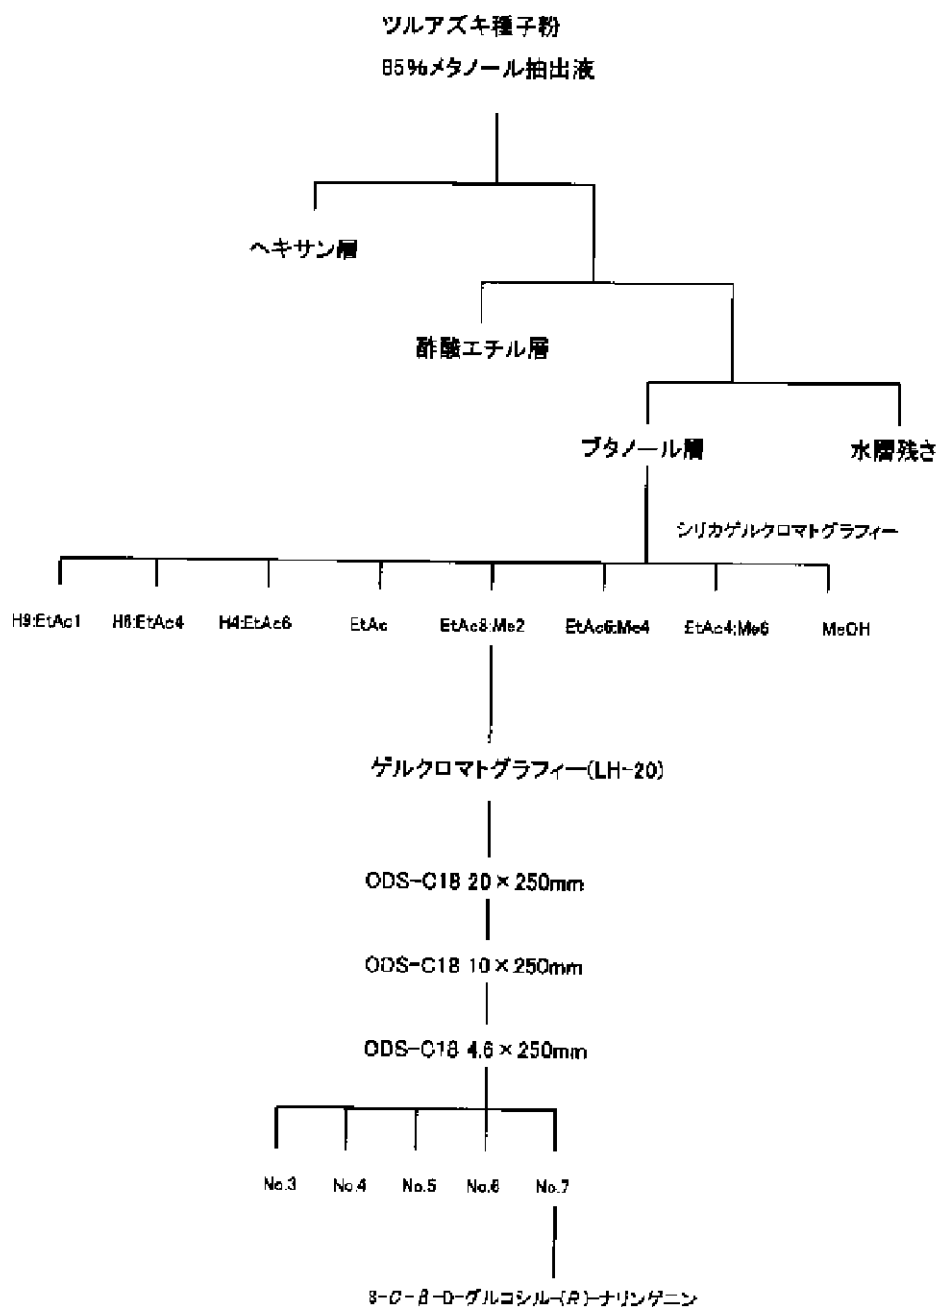 ツルアズキ種子粉
85%メタノール抽出液
ヘキサン層
酢酸エチル層
ブタノール層
水層残さ
シリカゲルクロマトグラフィー
H9:EtAc1 H6:EtAc4 H4:EtAc6 EtAc EtAc8:Me2 EtAc6:Me4 EtAc4:Me6 MeOH
ゲルクロマトグラフィー(LH-20)
ODS-C18 20×250mm
ODS-C18 10×250mm
ODS-C18 4.6×250mm
No.3 No.4 No.5 No.6 No.7
8-C-β-D-グルコシル-(R)-ナリンゲニン